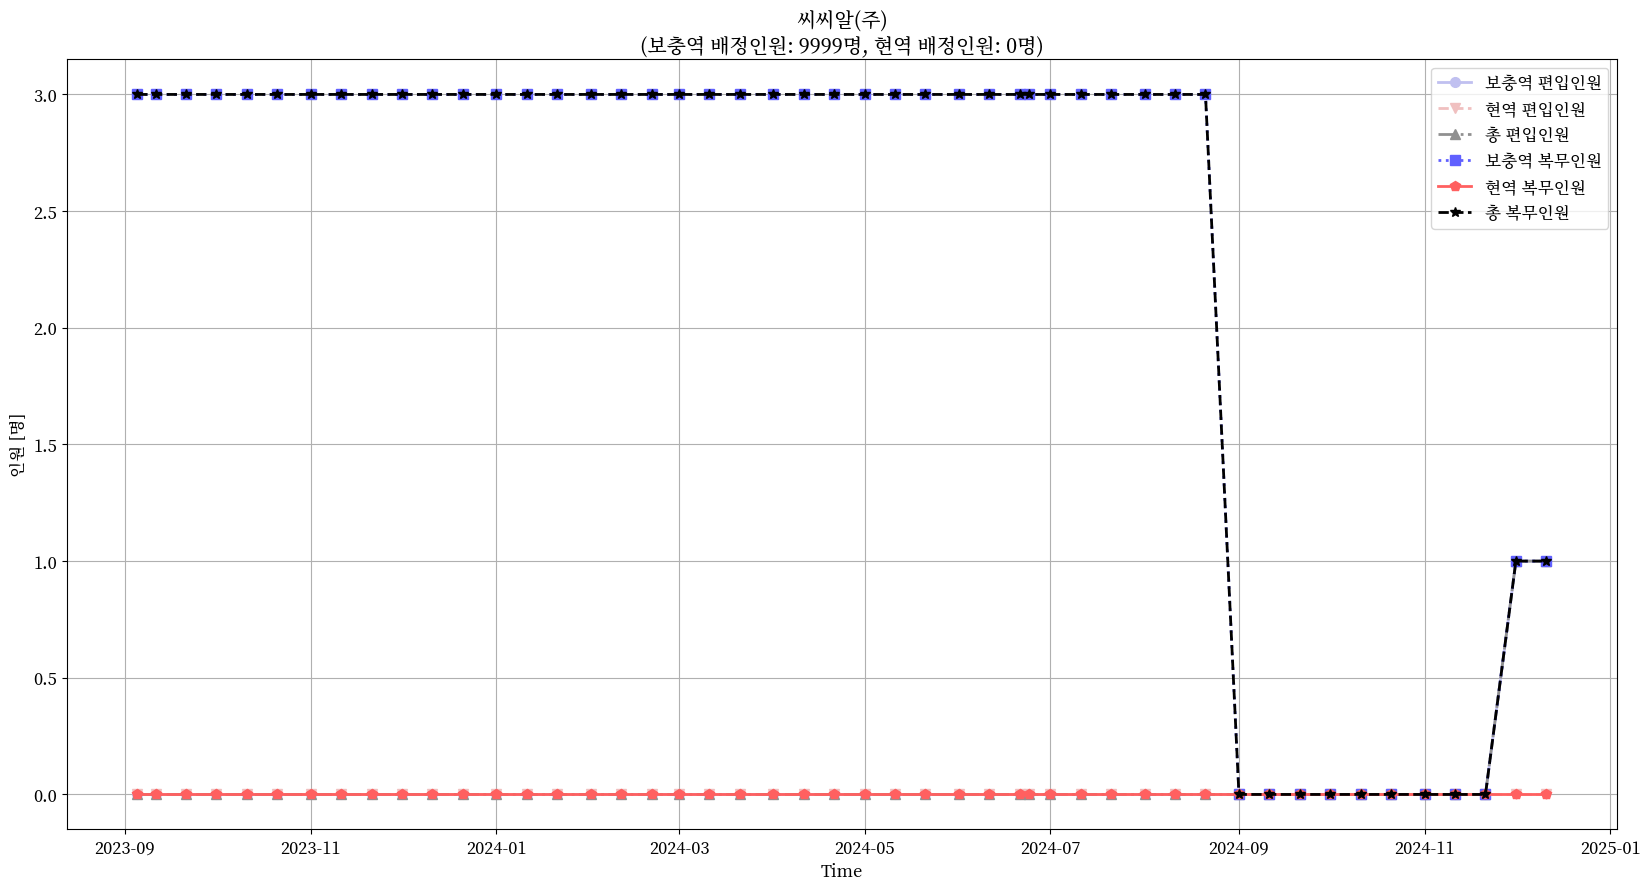 씨씨알(주)
(보충역 배정인원: 9999명, 현역 배정인원: 0명)
보충역 편입인원
현역 편입인원
총 편입인원
보충역 복무인원
현역 복무인원
총 복무인원
인원 [명]
3.0
2.5
2.0
1.5
1.0
0.5
0.0
2023-09 2023-11 2024-01 2024-03 2024-05 2024-07 2024-09 2024-11 2025-01
Time